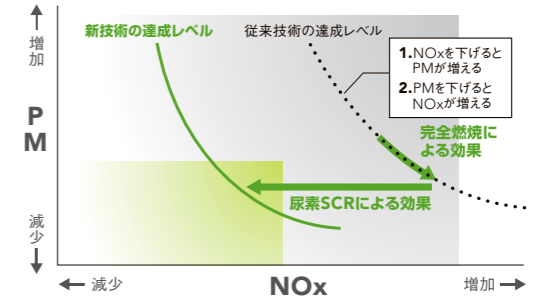 新技術の達成レベル
従来技術の達成レベル
増加
1.NOxを下げると
PMが増える
2.PMを下げると
NOxが増える
PM
完全燃焼に
よる効果
尿素SCRによる効果
減少
減少
NOx
増加